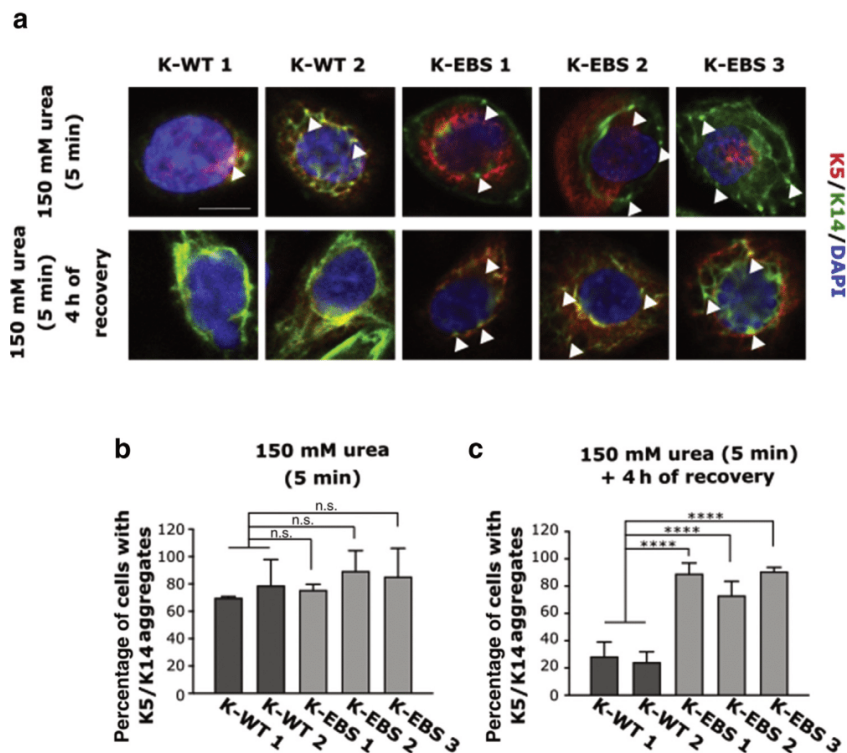 a
K-WT 1 K-WT 2 K-EBS 1 K-EBS 2 K-EBS 3
150 mM urea
(5 min)
150 mM urea
(5 min)
4 h of
recovery
K5/K14/DAPI
b
150 mM urea
(5 min)
Percentage of cells with
K5/K14 aggregates
120
100
80
60
40
20
0
n.s.
n.s.
n.s.
K-WT 1
K-WT 2
K-EBS 1
K-EBS 2
K-EBS 3
c
150 mM urea (5 min)
+ 4 h of recovery
Percentage of cells with
K5/K14 aggregates
120
100
80
60
40
20
0
****
****
****
K-WT 1
K-WT 2
K-EBS 1
K-EBS 2
K-EBS 3